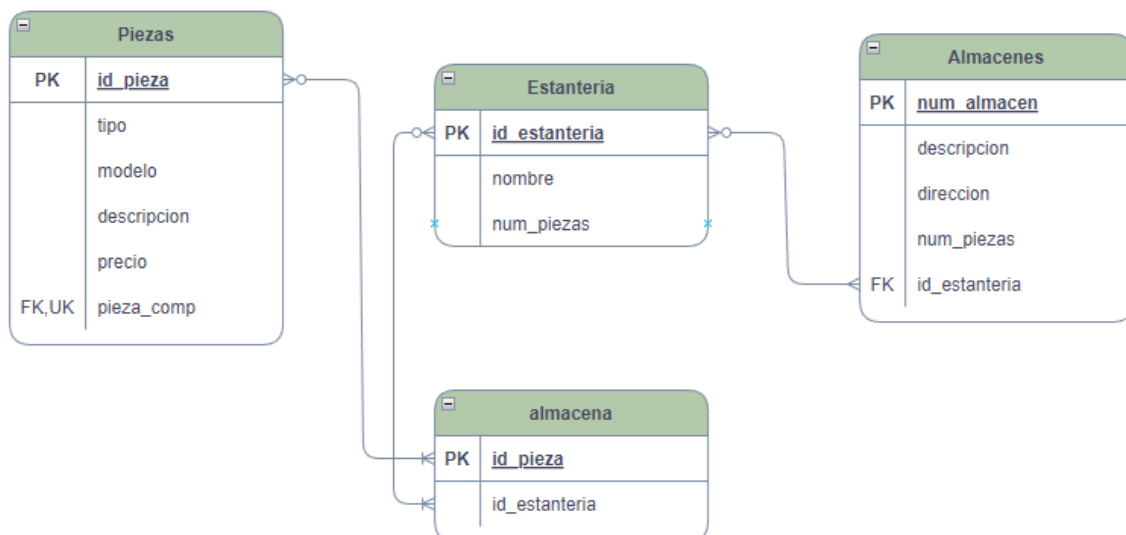 Piezas
PK id_pieza
tipo
modelo
descripcion
precio
FK,UK pieza_comp
Estanteria
PK id_estanteria
nombre
num_piezas
Almacenes
PK num_almacen
descripcion
direccion
num_piezas
FK id_estanteria
almacena
PK id_pieza
id_estanteria